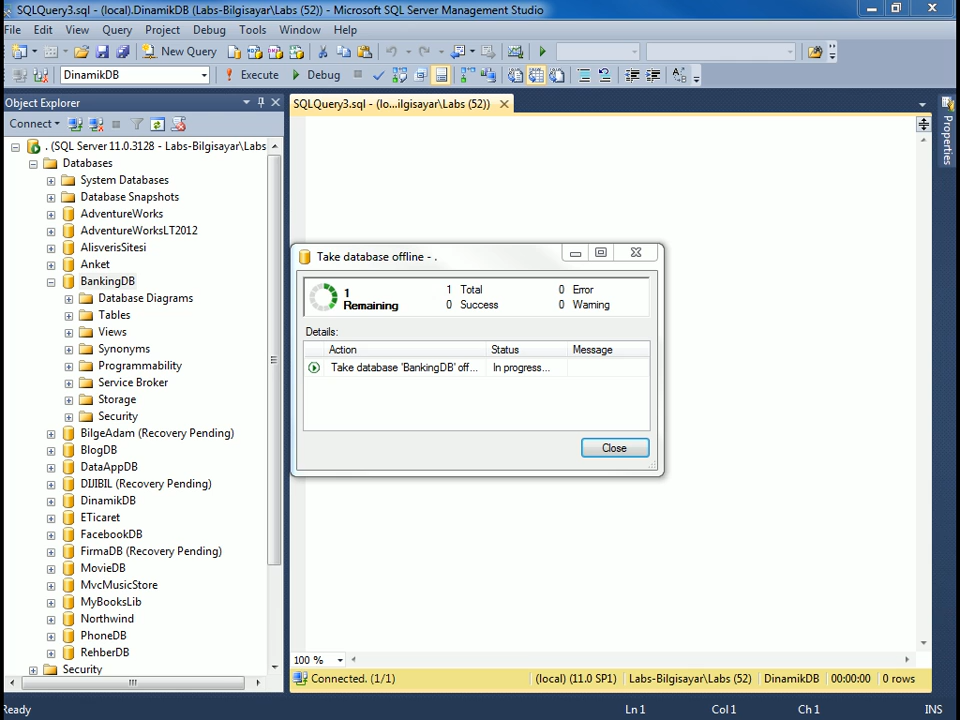 SQLQuery3.sql - (local).DinamikDB (Labs-Bilgisayar\Labs (52)) - Microsoft SQL Server Management Studio
File Edit View Query Project Debug Tools Window Help
New Query
DinamikDB Execute Debug
Object Explorer
SQLQuery3.sql - (lo...ilgisayar\Labs (52))
Properties
Connect
. (SQL Server 11.0.3128 - Labs-Bilgisayar\Labs
Databases
System Databases
Database Snapshots
AdventureWorks
AdventureWorksLT2012
AlisverisSitesi
Anket
BankingDB
Database Diagrams
Tables
Views
Synonyms
Programmability
Service Broker
Storage
Security
BilgeAdam (Recovery Pending)
BlogDB
DataAppDB
DIJIBIL (Recovery Pending)
DinamikDB
ETicaret
FacebookDB
FirmaDB (Recovery Pending)
MovieDB
MvcMusicStore
MyBooksLib
Northwind
PhoneDB
RehberDB
Security
Take database offline - .
1 Remaining
1 Total 0 Error
0 Success 0 Warning
Details:
Action Status Message
Take database 'BankingDB' off... In progress...
Close
100 %
Connected. (1/1) (local) (11.0 SP1) Labs-Bilgisayar\Labs (52) DinamikDB 00:00:00 0 rows
Ready Ln 1 Col 1 Ch 1 INS